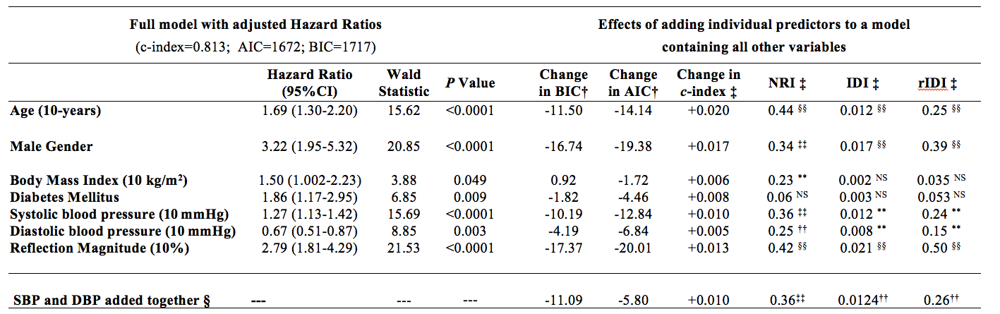 Full model with adjusted Hazard Ratios Effects of adding individual predictors to a model
(c-index=0.813; AIC=1672; BIC=1717) containing all other variables
Hazard Ratio Wald P Value Change Change Change in NRI ‡ IDI ‡ rIDI ‡
(95%CI) Statistic in BIC† in AIC† c-index ‡
Age (10-years) 1.69 (1.30-2.20) 15.62 <0.0001 -11.50 -14.14 +0.020 0.44 §§ 0.012 §§ 0.25 §§
Male Gender 3.22 (1.95-5.32) 20.85 <0.0001 -16.74 -19.38 +0.017 0.34 ‡‡ 0.017 §§ 0.39 §§
Body Mass Index (10 kg/m²) 1.50 (1.002-2.23) 3.88 0.049 0.92 -1.72 +0.006 0.23 ** 0.002 NS 0.035 NS
Diabetes Mellitus 1.86 (1.17-2.95) 6.85 0.009 -1.82 -4.46 +0.008 0.06 NS 0.003 NS 0.053 NS
Systolic blood pressure (10 mmHg) 1.27 (1.13-1.42) 15.69 <0.0001 -10.19 -12.84 +0.010 0.36 ‡‡ 0.012 ** 0.24 **
Diastolic blood pressure (10 mmHg) 0.67 (0.51-0.87) 8.85 0.003 -4.19 -6.84 +0.005 0.25 †† 0.008 ** 0.15 **
Reflection Magnitude (10%) 2.79 (1.81-4.29) 21.53 <0.0001 -17.37 -20.01 +0.013 0.42 §§ 0.021 §§ 0.50 §§
SBP and DBP added together § --- --- --- -11.09 -5.80 +0.010 0.36‡‡ 0.0124†† 0.26††